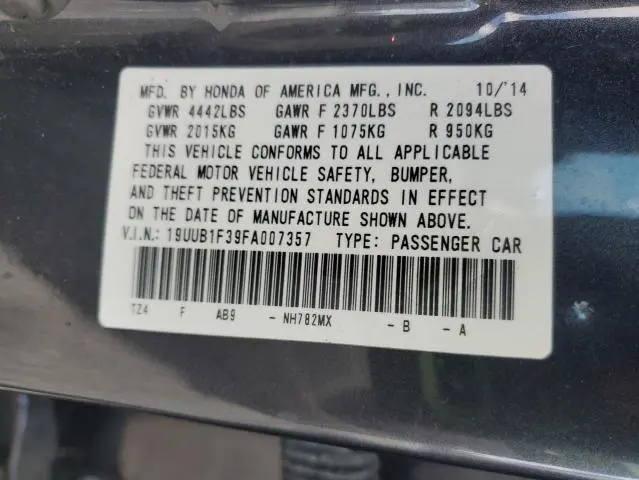 MFD. BY HONDA OF AMERICA MFG., INC. 10/'14
GVWR 4442LBS GAWR F 2370LBS R 2094LBS
GVWR 2015KG GAWR F 1075KG R 950KG
THIS VEHICLE CONFORMS TO ALL APPLICABLE
FEDERAL MOTOR VEHICLE SAFETY, BUMPER,
AND THEFT PREVENTION STANDARDS IN EFFECT
ON THE DATE OF MANUFACTURE SHOWN ABOVE.
V.I.N.: 19UUB1F39FA007357 TYPE: PASSENGER CAR
TZ4 F AB9 - NH782MX - B - A